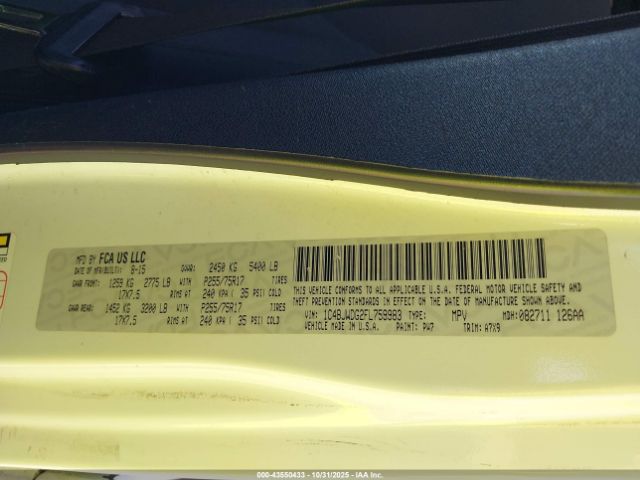 MFD BY FCA US LLC
DATE OF MFR/BUILT: 8-15 GVWR: 2450 KG 5400 LB
GAWR FRONT: 1259 KG 2775 LB P255/75R17 TIRES
17X7.5 RIMS AT 240 KPA ( 35 PSI) COLD
GAWR REAR: 1452 KG 3200 LB P255/75R17 TIRES
17X7.5 RIMS AT 240 KPA ( 35 PSI) COLD
THIS VEHICLE CONFORMS TO ALL APPLICABLE U.S.A. FEDERAL MOTOR VEHICLE SAFETY AND
THEFT PREVENTION STANDARDS IN EFFECT ON THE DATE OF MANUFACTURE SHOWN ABOVE.
VIN: 1C4BJWDG2FL759983 TYPE: MPV MDH: 082711 126AA
VEHICLE MADE IN U.S.A. PAINT: PW7 TRIM: A7X9
000-43550433 - 10/31/2025 - IAA Inc.